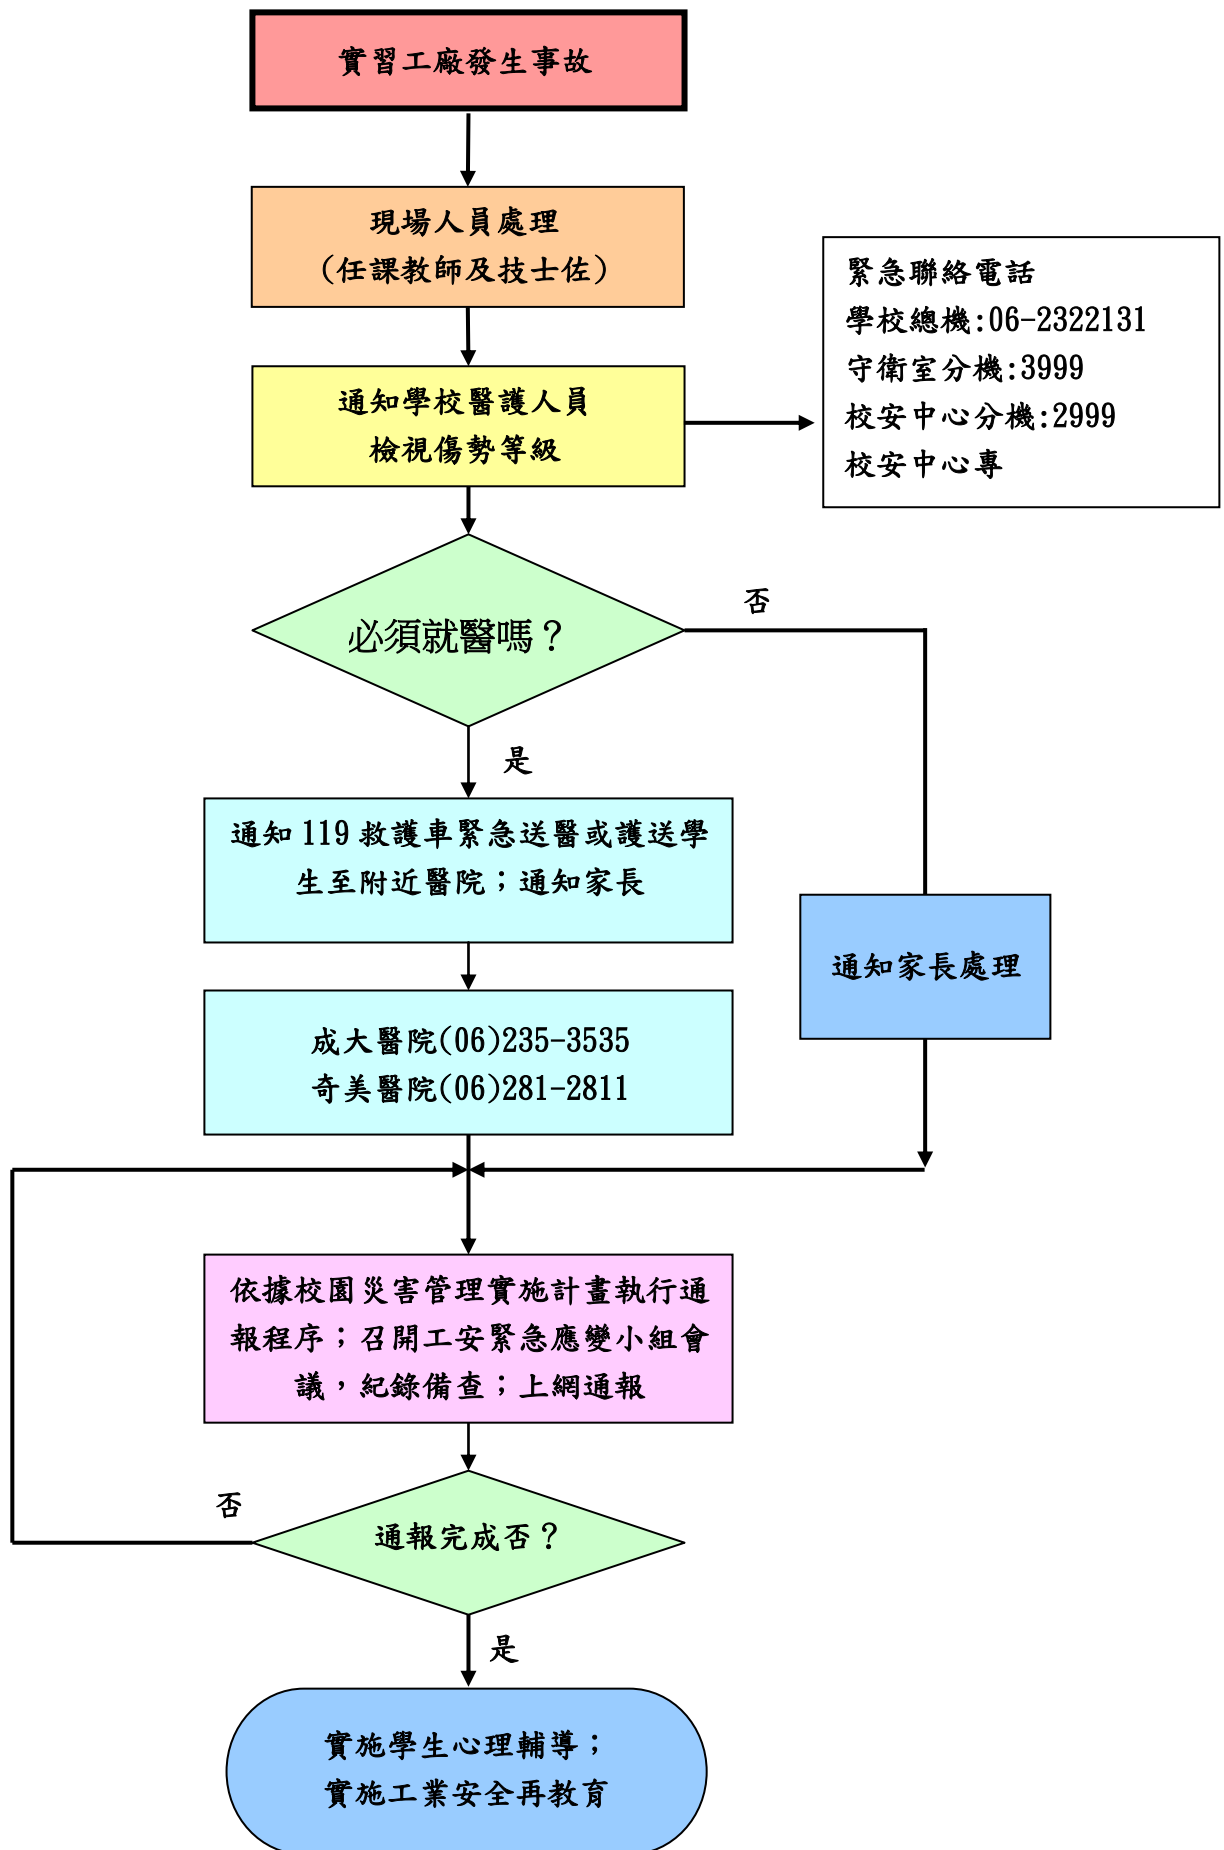 實習工廠發生事故
現場人員處理
(任課教師及技士佐)
緊急聯絡電話
學校總機:06-2322131
守衛室分機:3999
校安中心分機:2999
校安中心專
通知學校醫護人員
檢視傷勢等級
必須就醫嗎？
否
是
通知 119 救護車緊急送醫或護送學
生至附近醫院；通知家長
通知家長處理
成大醫院(06)235-3535
奇美醫院(06)281-2811
依據校園災害管理實施計畫執行通
報程序；召開工安緊急應變小組會
議，紀錄備查；上網通報
否
通報完成否？
是
實施學生心理輔導；
實施工業安全再教育